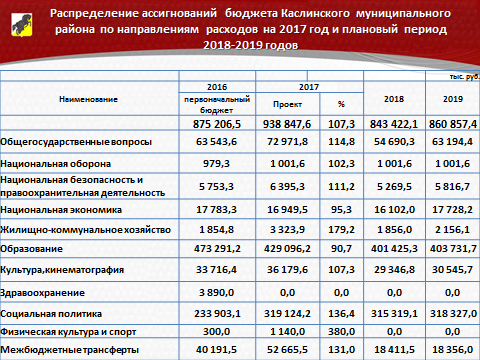 Распределение ассигнований бюджета Каслинского муниципального
района по направлениям расходов на 2017 год и плановый период
2018-2019 годов
тыс. руб.
Наименование 2016 2017 2018 2019
первоначальный бюджет Проект %
875 206,5 938 847,6 107,3 843 422,1 860 857,4
Общегосударственные вопросы 63 543,6 72 971,8 114,8 54 690,3 63 194,4
Национальная оборона 979,3 1 001,6 102,3 1 001,6 1 001,6
Национальная безопасность и
правоохранительная деятельность 5 753,3 6 395,3 111,2 5 269,5 5 816,7
Национальная экономика 17 783,3 16 949,5 95,3 16 102,0 17 728,2
Жилищно-коммунальное хозяйство 1 854,8 3 323,9 179,2 1 856,0 2 156,1
Образование 473 291,2 429 096,2 90,7 401 425,3 403 731,7
Культура,кинематография 33 716,4 36 179,6 107,3 29 346,8 30 545,7
Здравоохранение 3 890,0 0,0 0,0 0,0 0,0
Социальная политика 233 903,1 319 124,2 136,4 315 319,1 318 327,0
Физическая культура и спорт 300,0 1 140,0 380,0 0,0 0,0
Межбюджетные трансферты 40 191,5 52 665,5 131,0 18 411,5 18 356,0